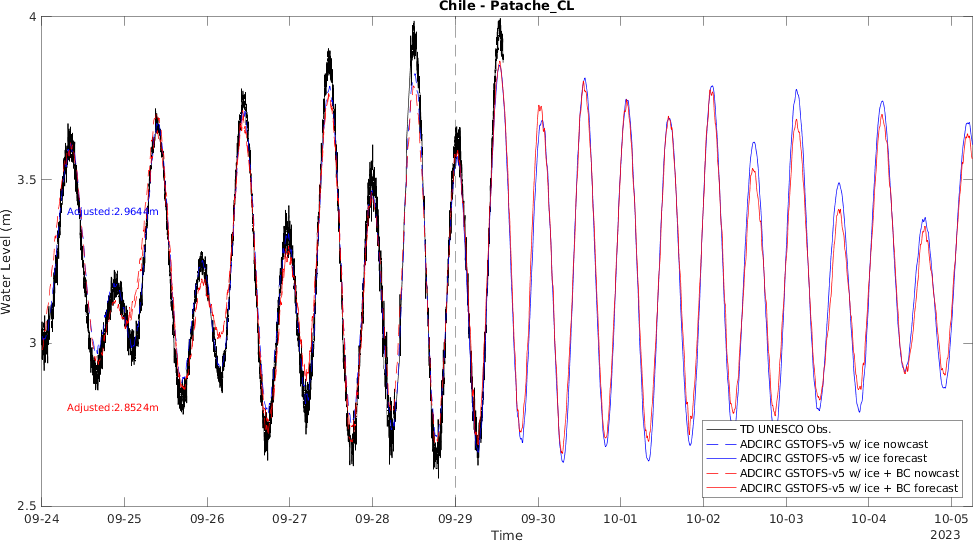 Chile - Patache_CL
Water Level (m)
4
3.5
3
2.5
Adjusted:2.9644m
Adjusted:2.8524m
TD UNESCO Obs.
ADCIRC GSTOFS-v5 w/ ice nowcast
ADCIRC GSTOFS-v5 w/ ice forecast
ADCIRC GSTOFS-v5 w/ ice + BC nowcast
ADCIRC GSTOFS-v5 w/ ice + BC forecast
09-24 09-25 09-26 09-27 09-28 09-29 09-30 10-01 10-02 10-03 10-04 10-05
Time
2023